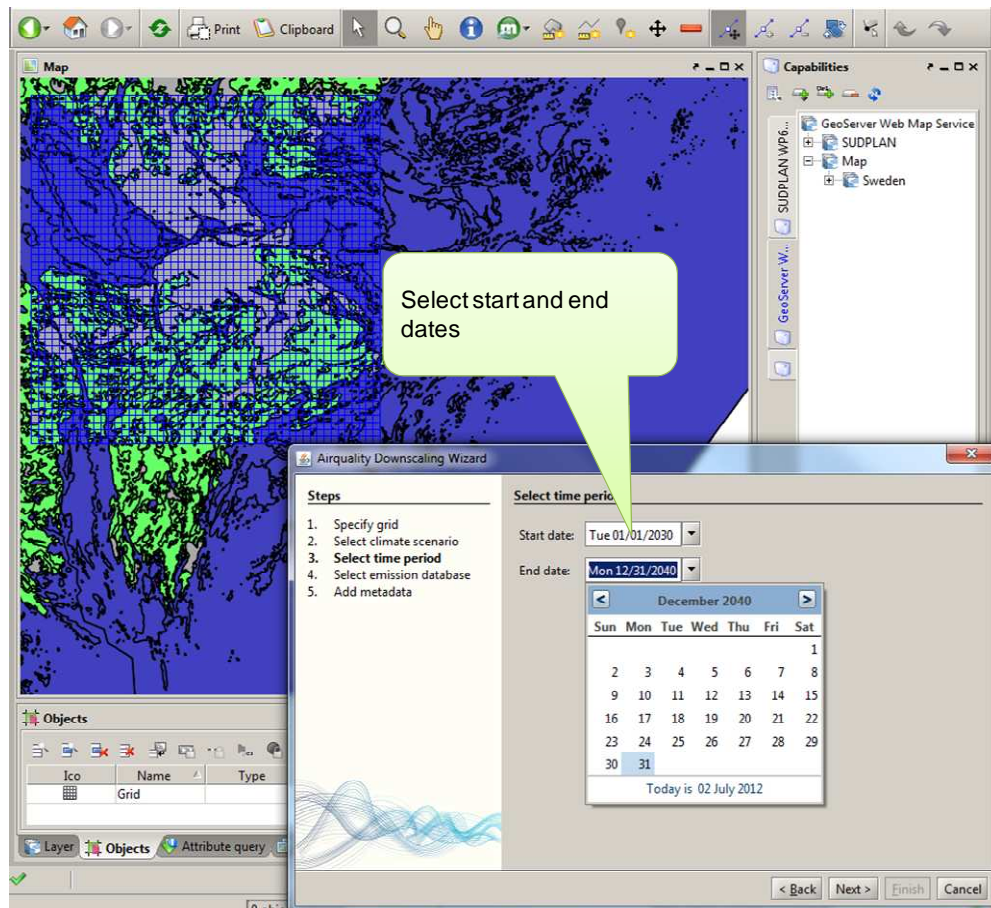 Print Clipboard
Map
Capabilities
SUDPLAN WP6...
GeoServer W...
GeoServer Web Map Service
SUDPLAN
Map
Sweden
Select start and end
dates
Airquality Downscaling Wizard
Steps
1. Specify grid
2. Select climate scenario
3. Select time period
4. Select emission database
5. Add metadata
Select time period
Start date: Tue 01/01/2030
End date: Mon 12/31/2040
< December 2040 >
Sun Mon Tue Wed Thu Fri Sat
1
2 3 4 5 6 7 8
9 10 11 12 13 14 15
16 17 18 19 20 21 22
23 24 25 26 27 28 29
30 31
Today is 02 July 2012
Objects
Ico Name Type
Grid
Layer Objects Attribute query
< Back Next > Finish Cancel